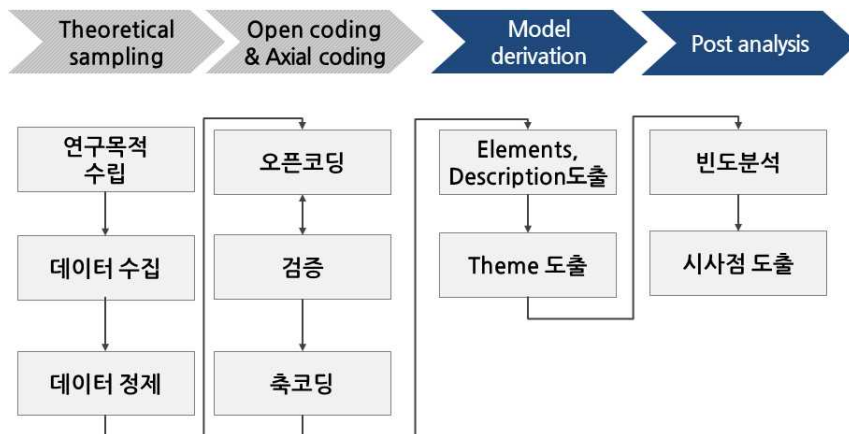 Theoretical
sampling
Open coding
& Axial coding
Model
derivation
Post analysis
연구목적
수립
데이터 수집
데이터 정제
오픈코딩
검증
축코딩
Elements,
Description도출
Theme 도출
빈도분석
시사점 도출